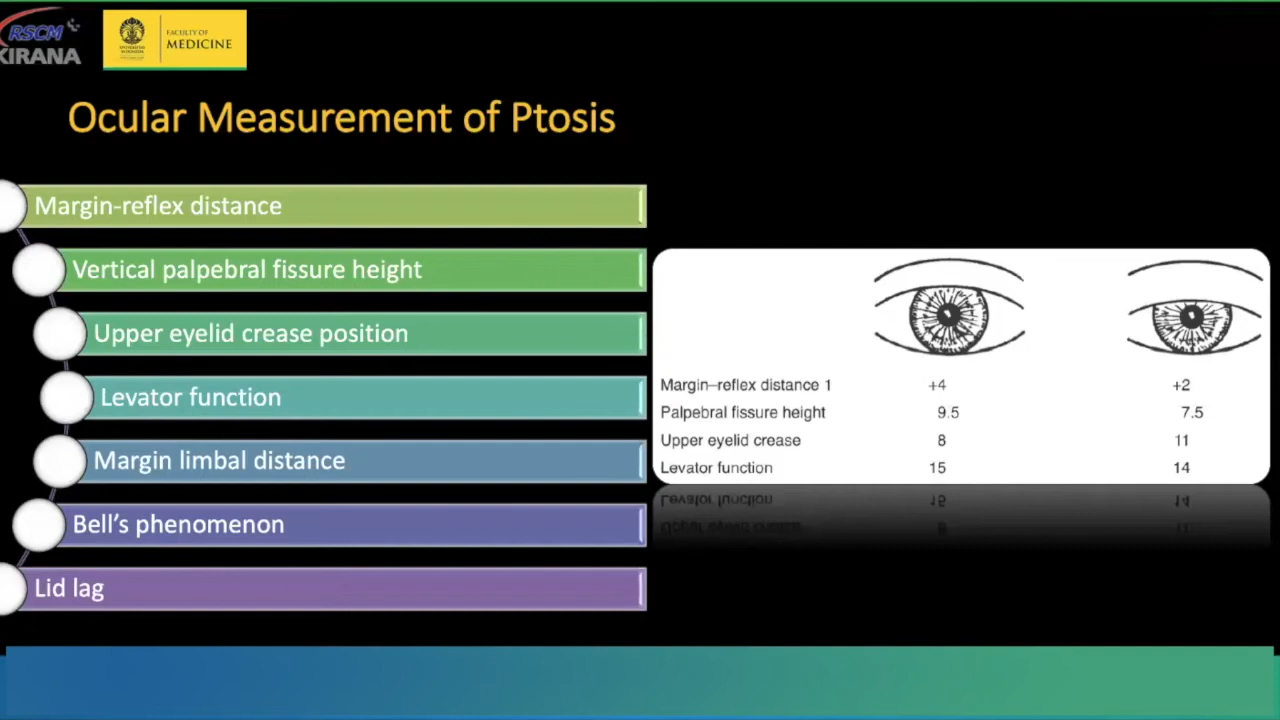 RSCM
KIRANA
UNIVERSITAS
INDONESIA
FACULTY OF
MEDICINE
Ocular Measurement of Ptosis
Margin-reflex distance
Vertical palpebral fissure height
Upper eyelid crease position
Levator function
Margin limbal distance
Bell's phenomenon
Lid lag
Margin–reflex distance 1 +4 +2
Palpebral fissure height 9.5 7.5
Upper eyelid crease 8 11
Levator function 15 14